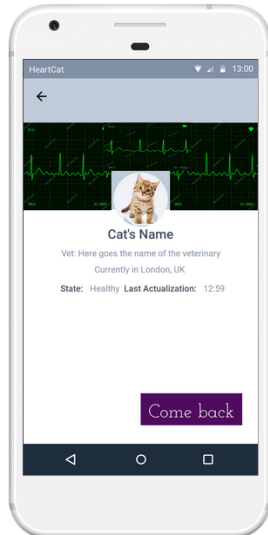 HeartCat 13:00
Cat's Name
Vet: Here goes the name of the veterinary
Currently in London, UK
State: Healthy Last Actualization: 12:59
Come back